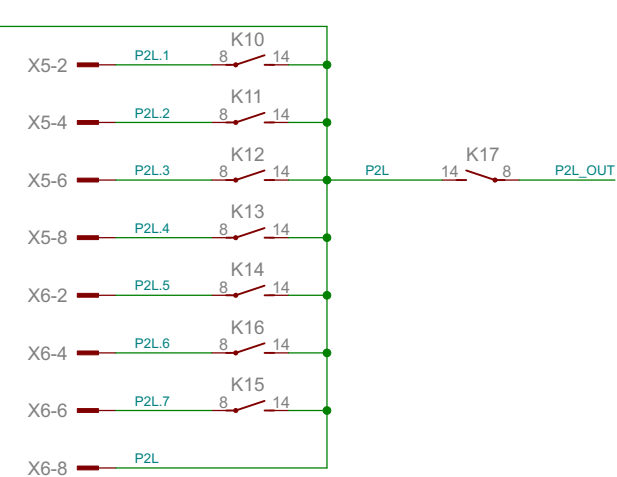 K10
X5-2 P2L.1 8 14
K11
X5-4 P2L.2 8 14
K12 K17
X5-6 P2L.3 8 14 P2L 14 8 P2L_OUT
K13
X5-8 P2L.4 8 14
K14
X6-2 P2L.5 8 14
K16
X6-4 P2L.6 8 14
K15
X6-6 P2L.7 8 14
X6-8 P2L